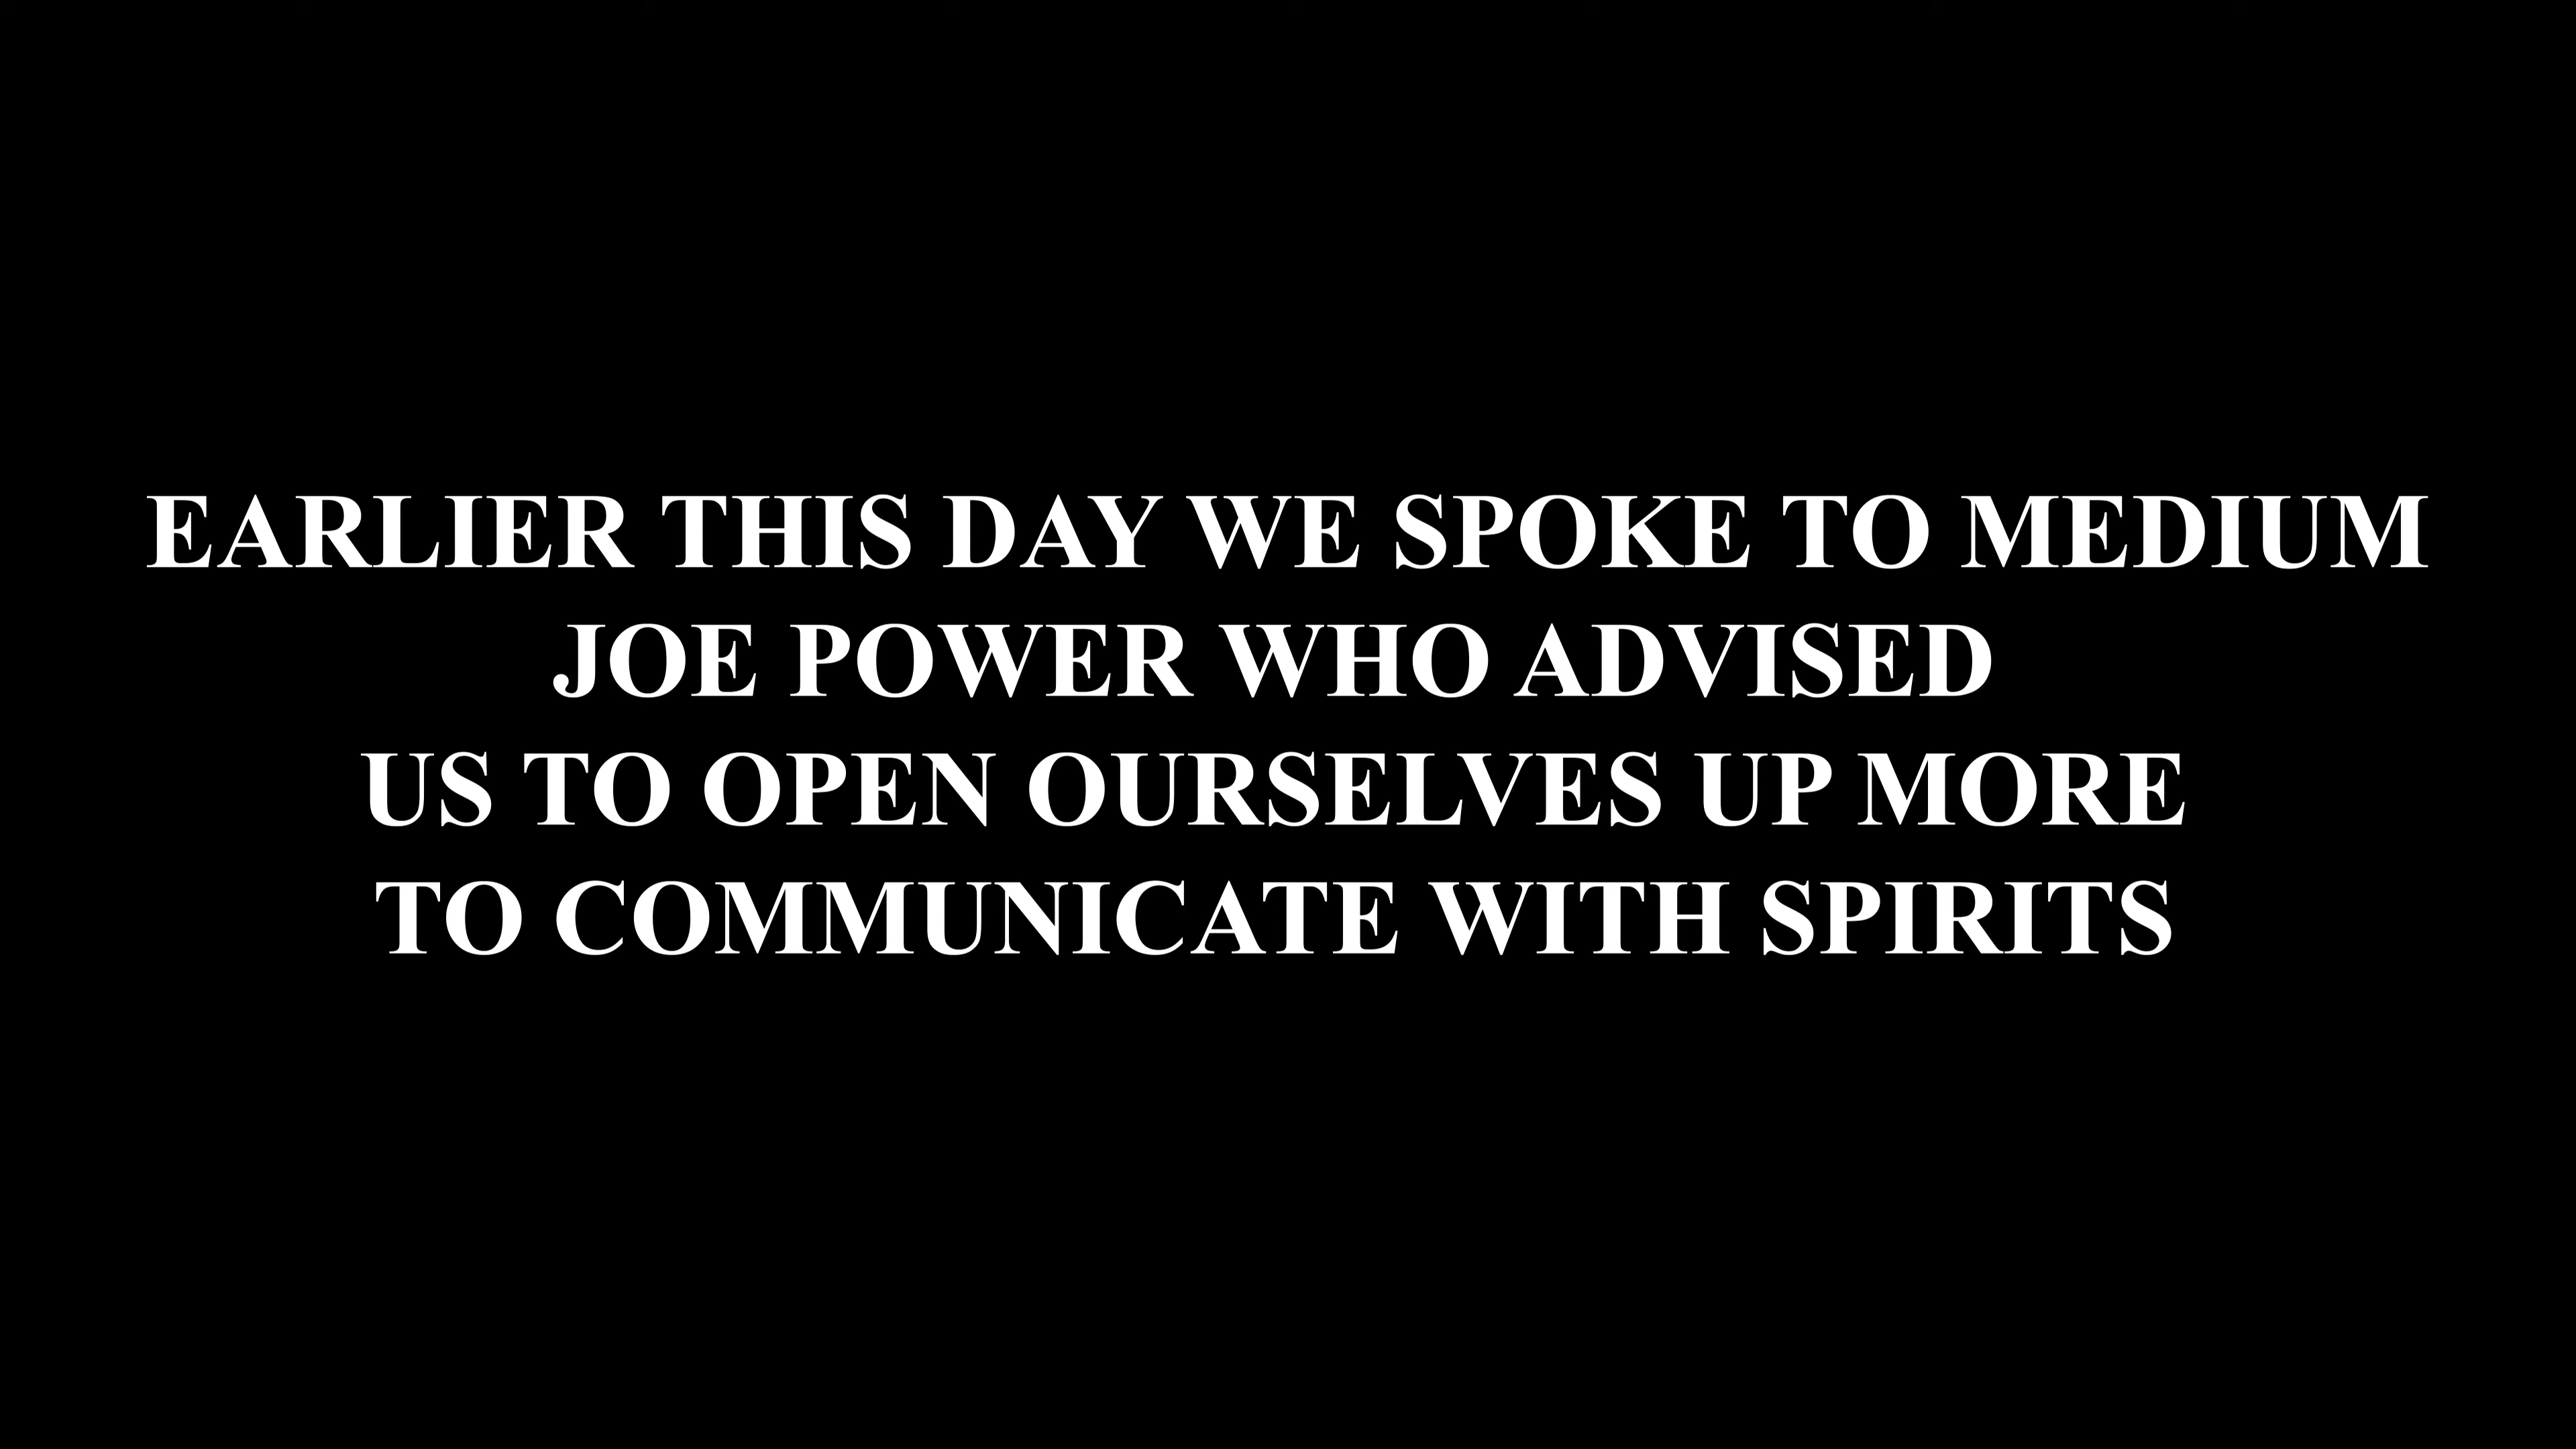 EARLIER THIS DAY WE SPOKE TO MEDIUM
JOE POWER WHO ADVISED
US TO OPEN OURSELVES UP MORE
TO COMMUNICATE WITH SPIRITS